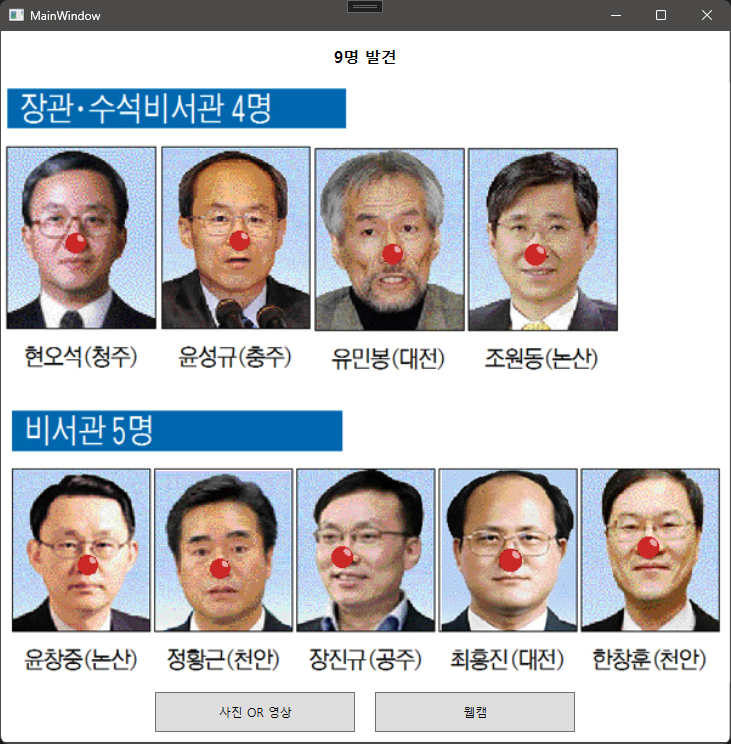 MainWindow
9명 발견
장관·수석비서관 4명
현오석(청주) 윤성규(충주) 유민봉(대전) 조원동(논산)
비서관 5명
윤창중(논산) 정황근(천안) 장진규(공주) 최흥진(대전) 한창훈(천안)
사진 OR 영상 웹캠